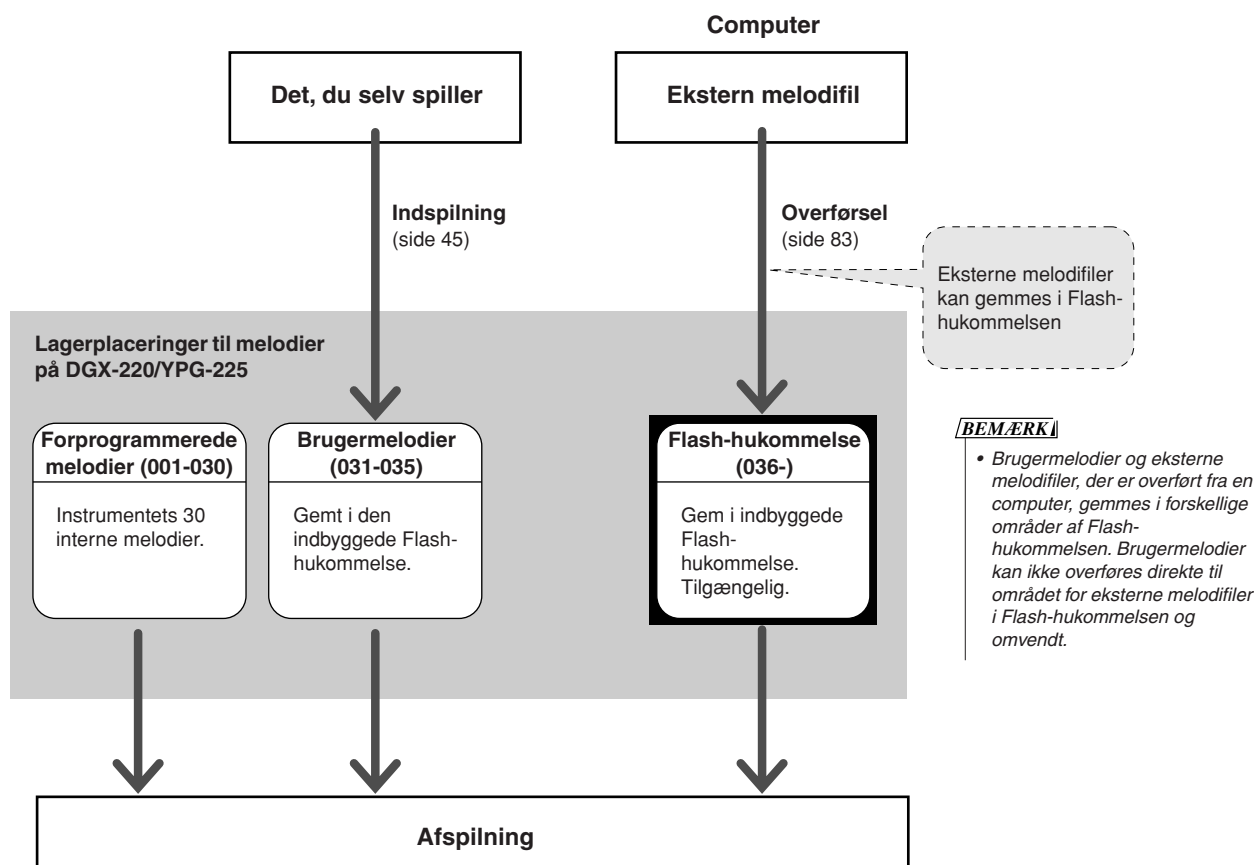 Computer
Det, du selv spiller
Ekstern melodifil
Indspilning
(side 45)
Overførsel
(side 83)
Eksterne melodifiler
kan gemmes i Flash-
hukommelsen
Lagerplaceringer til melodier
på DGX-220/YPG-225
Forprogrammerede
melodier (001-030)
Instrumentets 30
interne melodier.
Brugermelodier
(031-035)
Gemt i den
indbyggede Flash-
hukommelse.
Flash-hukommelse
(036-)
Gem i indbyggede
Flash-
hukommelse.
Tilgængelig.
BEMÆRK
• Brugermelodier og eksterne
melodifiler, der er overført fra en
computer, gemmes i forskellige
områder af Flash-
hukommelsen. Brugermelodier
kan ikke overføres direkte til
området for eksterne melodifiler
i Flash-hukommelsen og
omvendt.
Afspilning